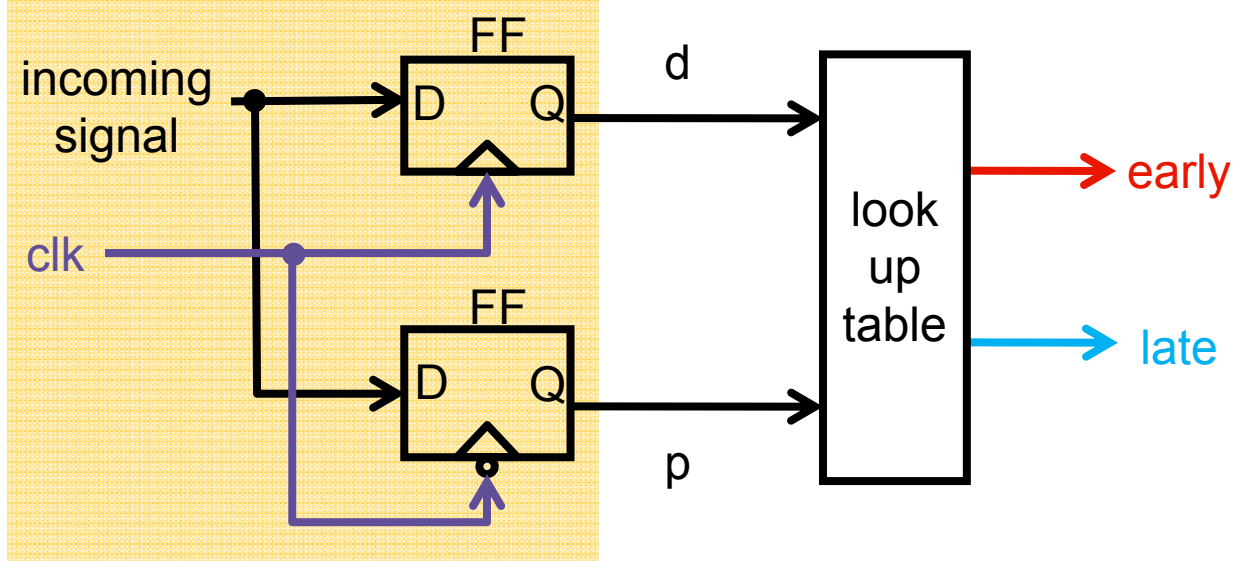 FF
incoming
signal
D
Q
d
clk
look
up
table
early
late
FF
D
Q
p